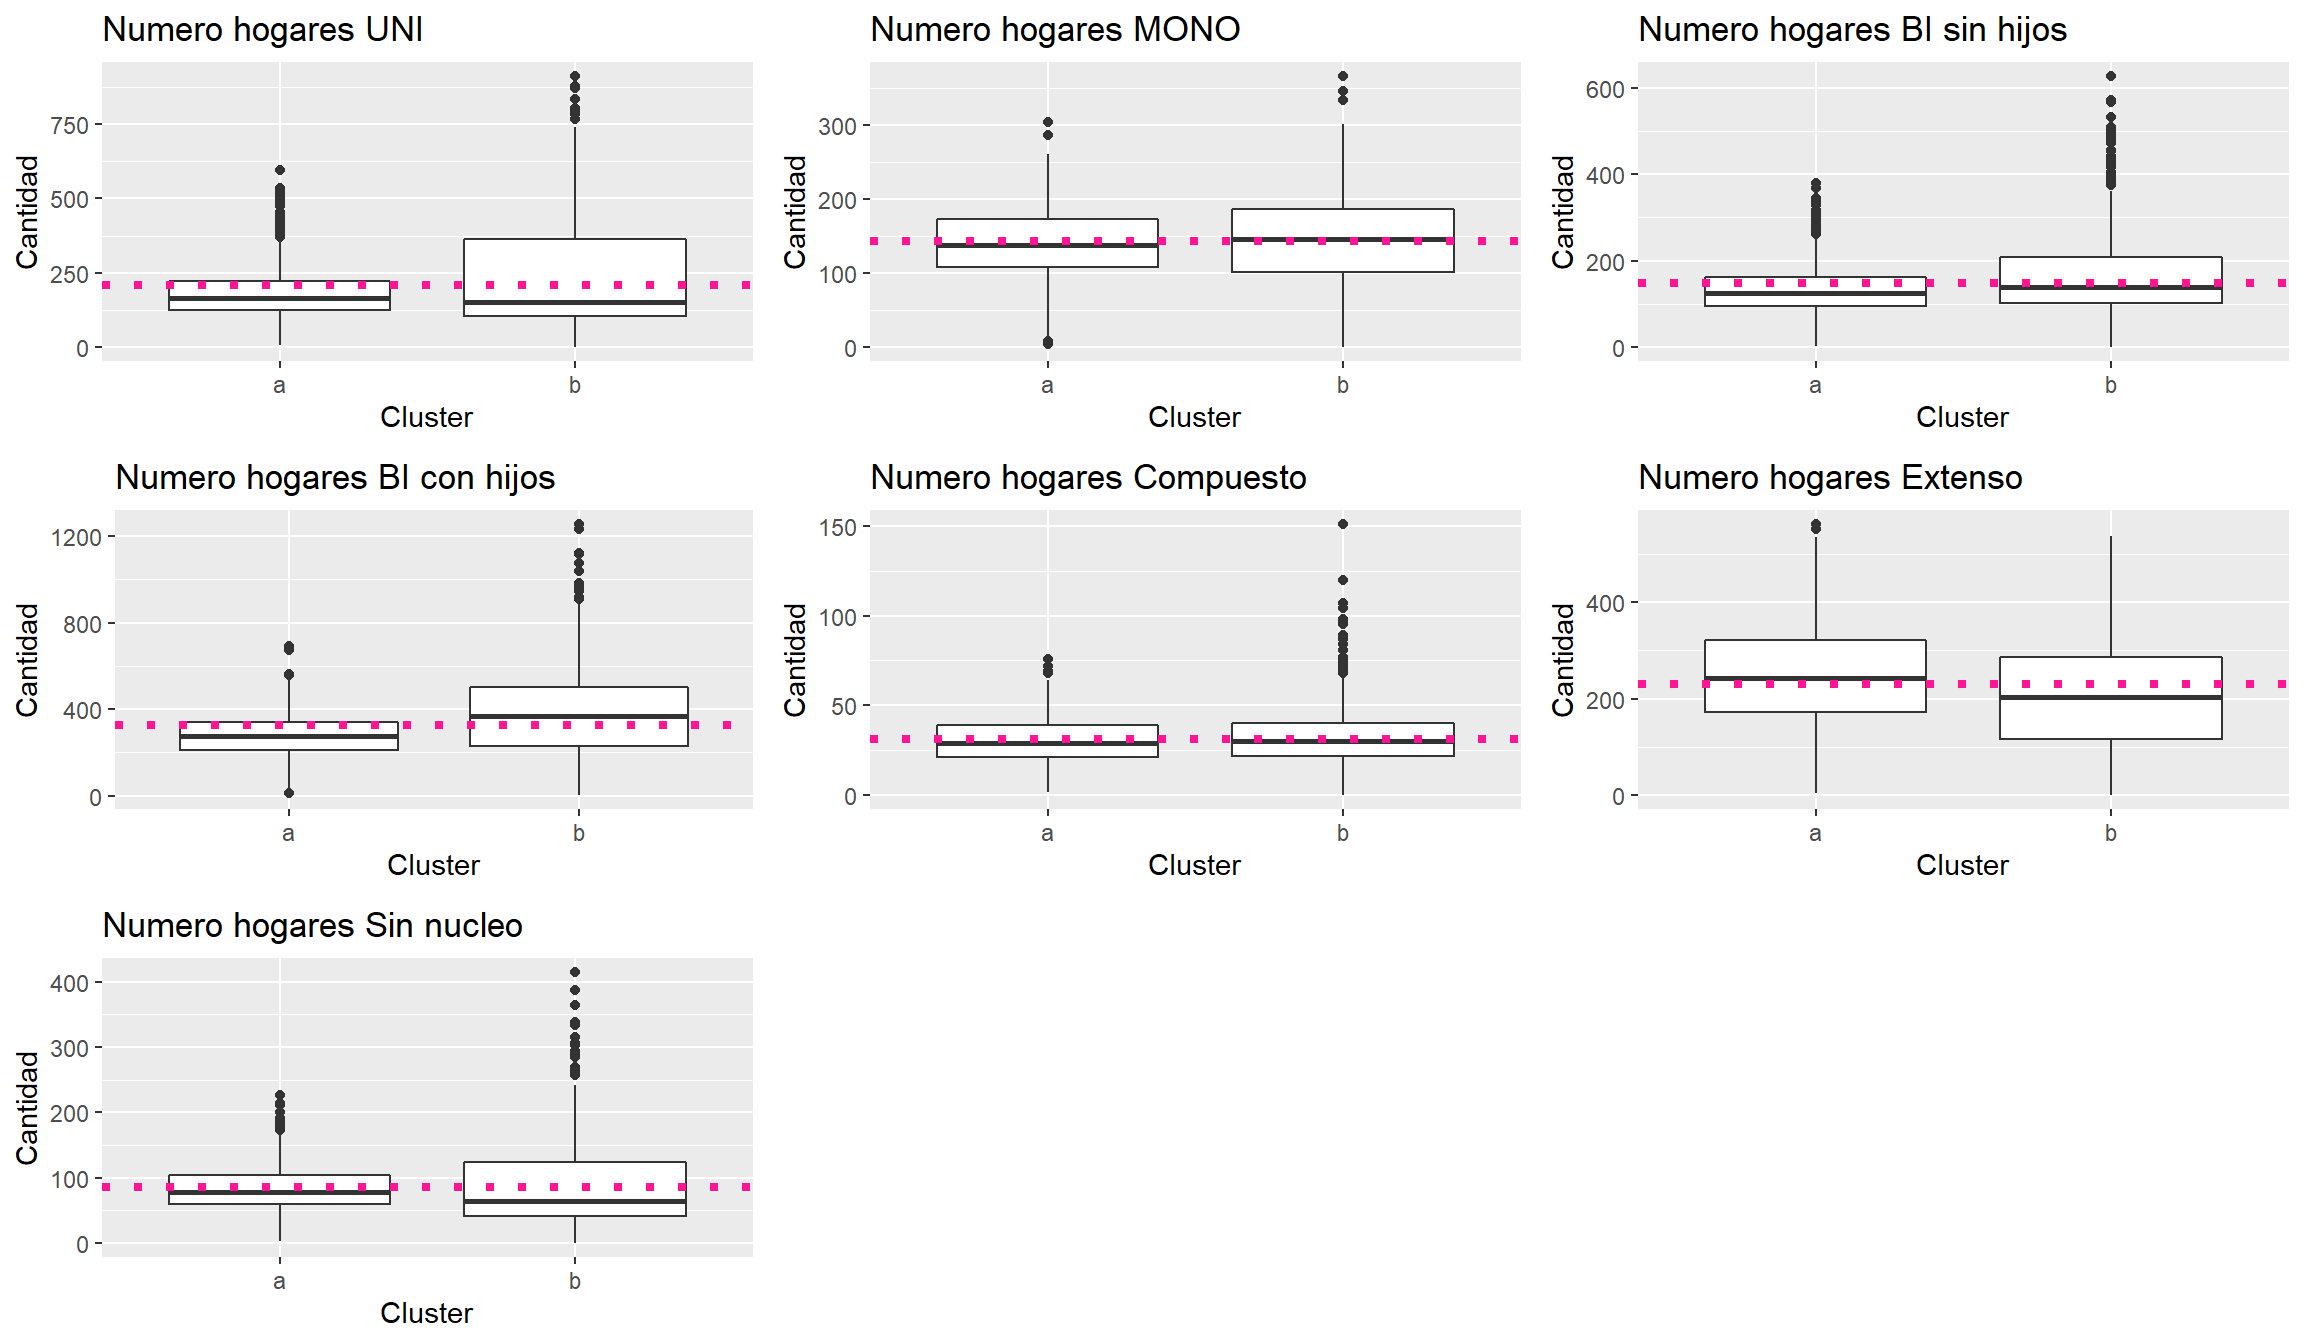 Numero hogares UNI
Cantidad
750
500
250
0
a
b
Cluster
Numero hogares MONO
Cantidad
300
200
100
0
a
b
Cluster
Numero hogares BI sin hijos
Cantidad
600
400
200
0
a
b
Cluster
Numero hogares BI con hijos
Cantidad
1200
800
400
0
a
b
Cluster
Numero hogares Compuesto
Cantidad
150
100
50
0
a
b
Cluster
Numero hogares Extenso
Cantidad
400
200
0
a
b
Cluster
Numero hogares Sin nucleo
Cantidad
400
300
200
100
0
a
b
Cluster